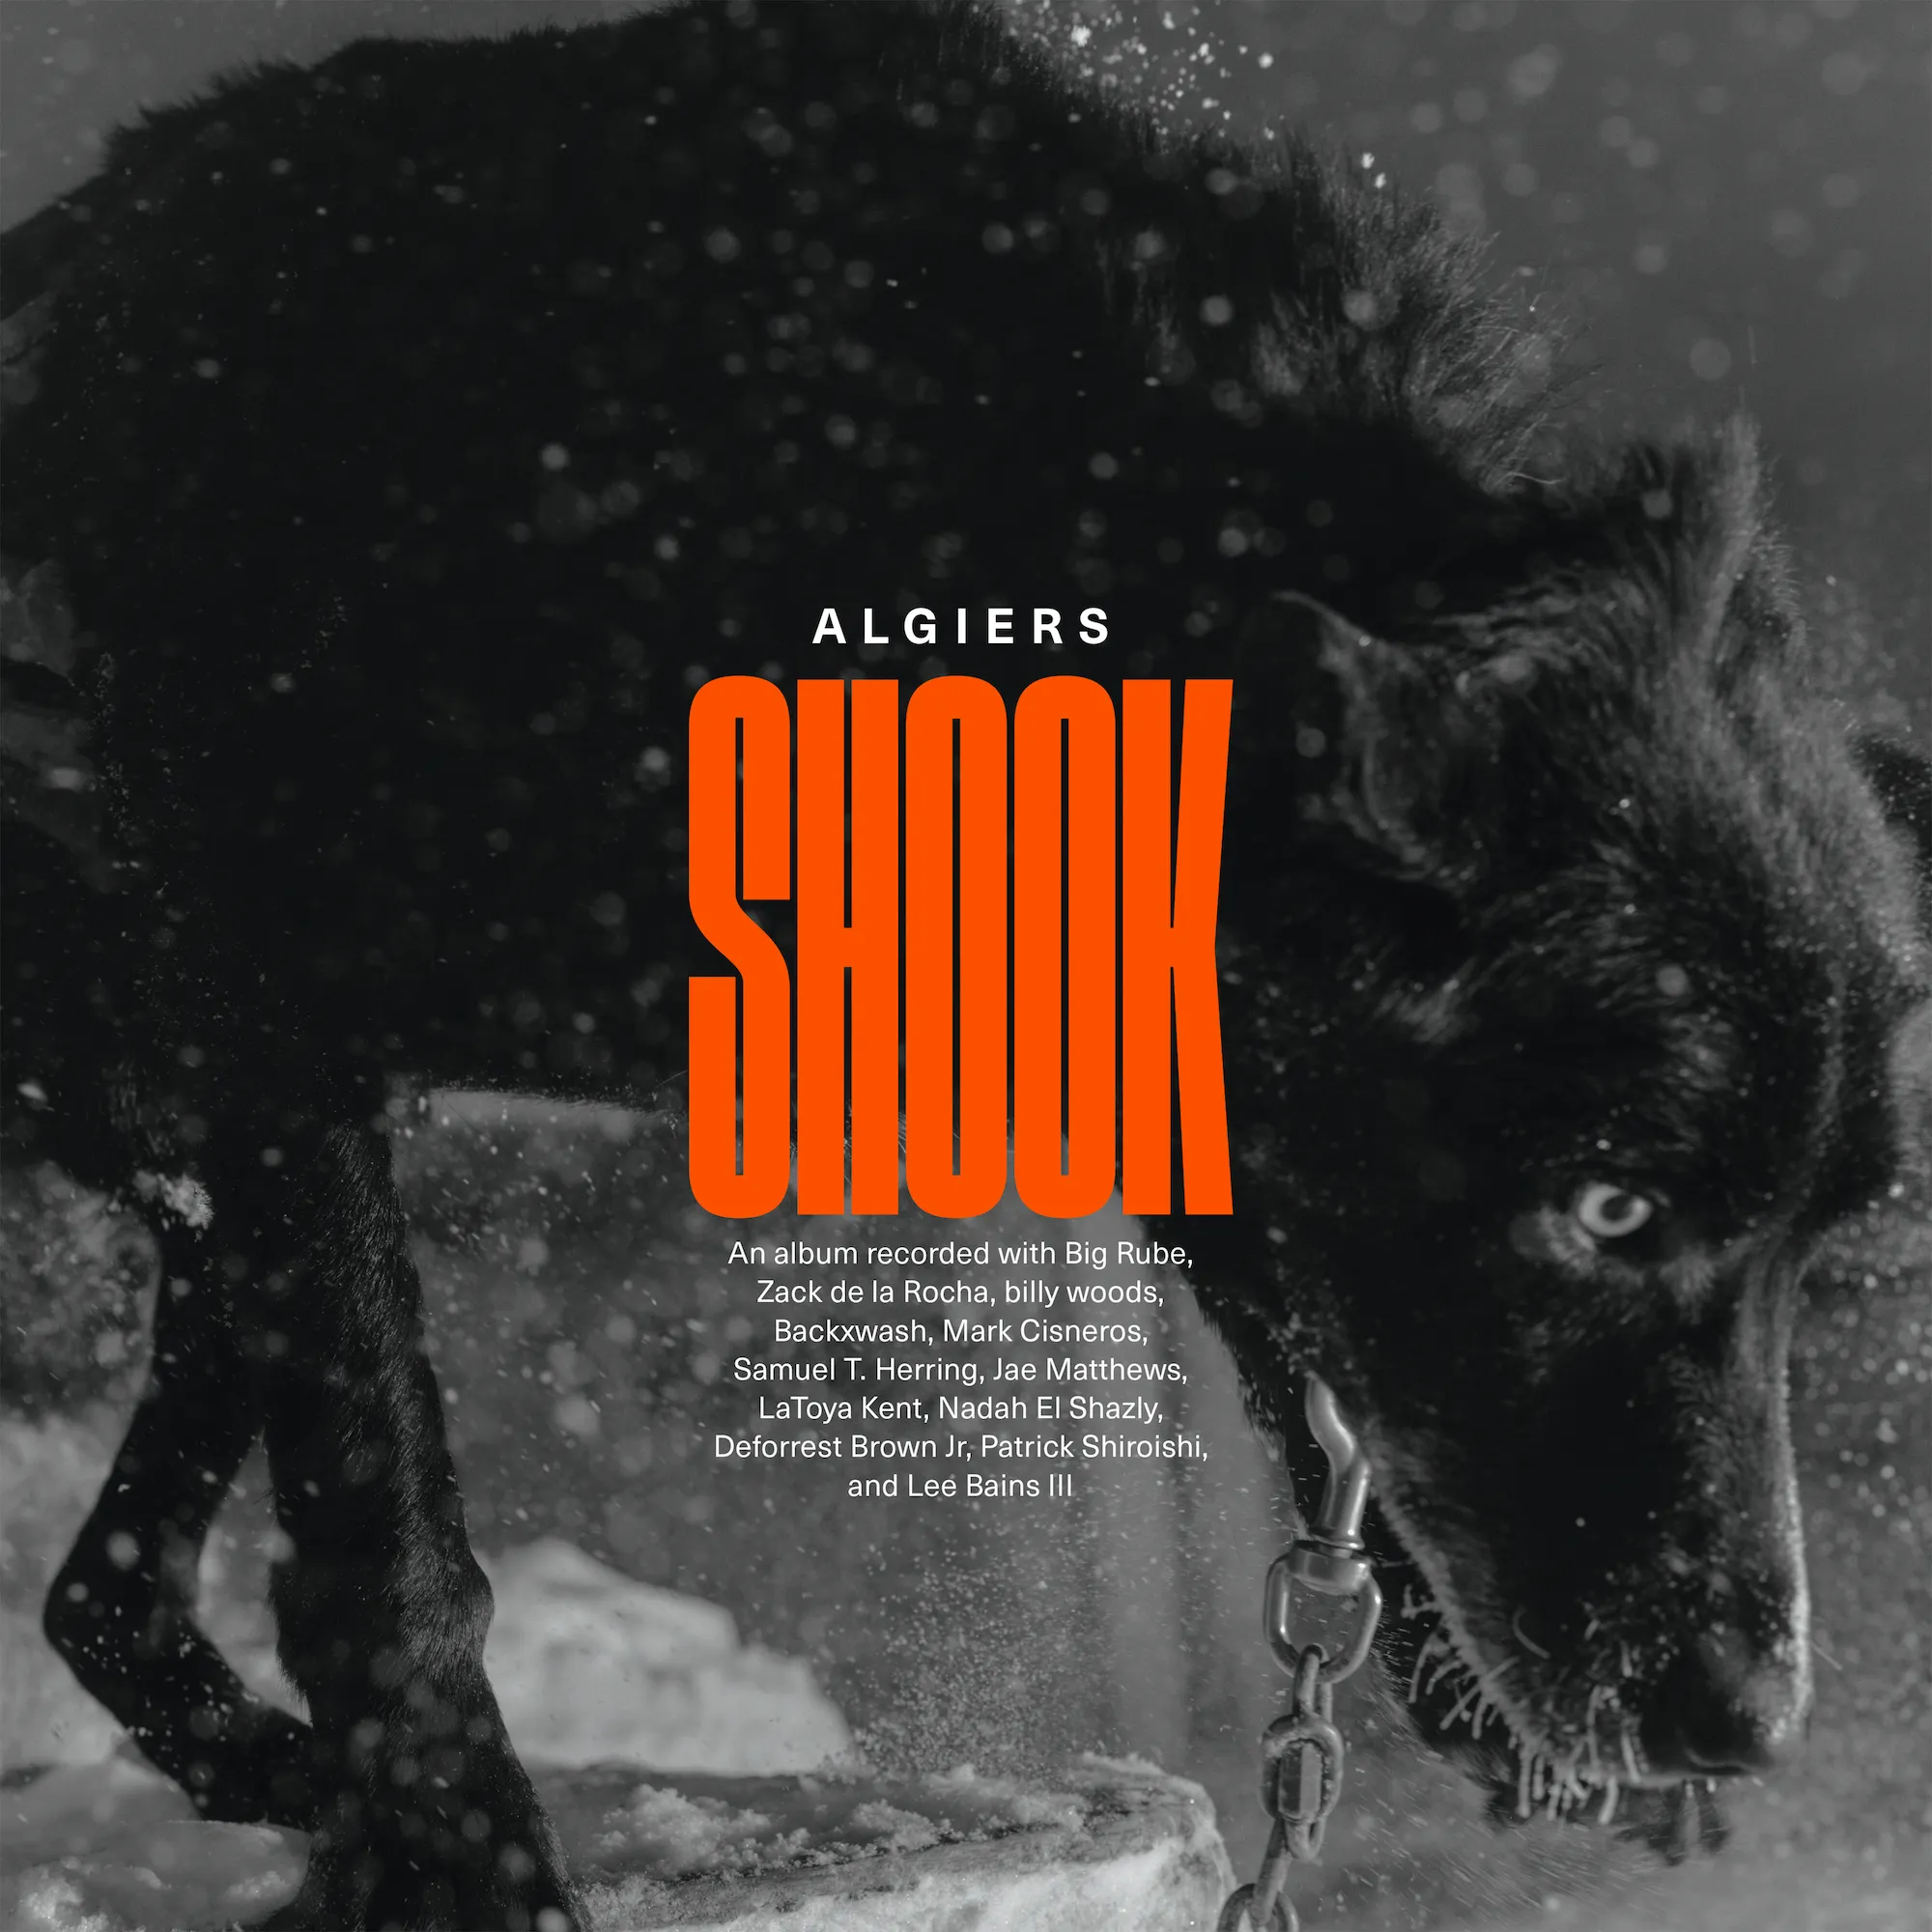 ALGIERS
SHOOK
An album recorded with Big Rube,
Zack de la Rocha, billy woods,
Backxwash, Mark Cisneros,
Samuel T. Herring, Jae Matthews,
LaToya Kent, Nadah El Shazly,
Deforrest Brown Jr, Patrick Shiroishi,
and Lee Bains III